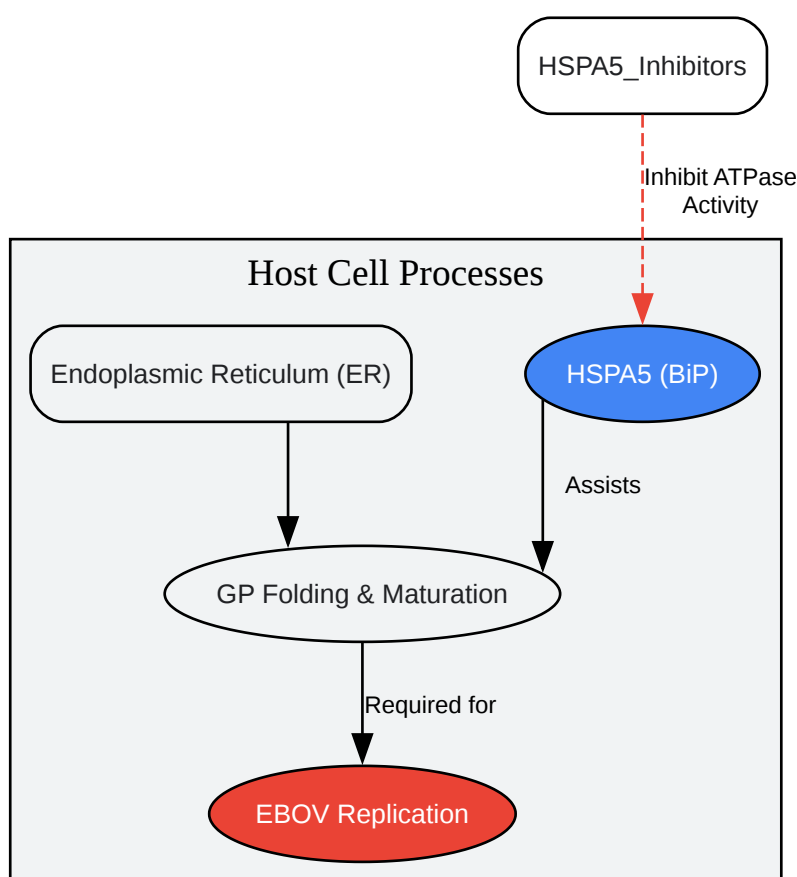 HSPA5_Inhibitors
Inhibit ATPase
Activity
Host Cell Processes
Endoplasmic Reticulum (ER)
HSPA5 (BiP)
Assists
GP Folding & Maturation
Required for
EBOV Replication